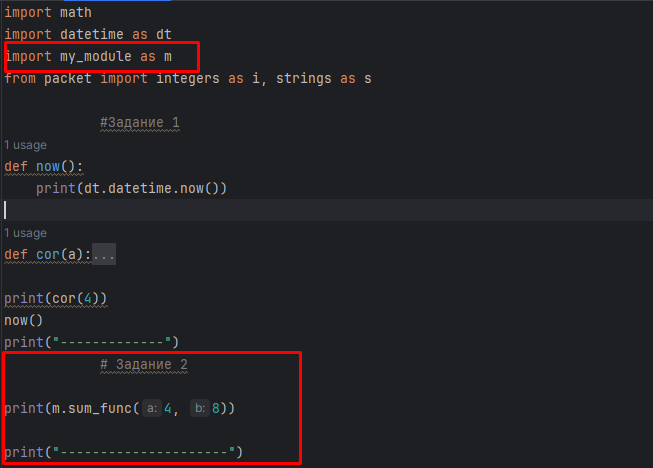 import math
import datetime as dt
import my_module as m
from packet import integers as i, strings as s
#Задание 1
1 usage
def now():
print(dt.datetime.now())
1 usage
def cor(a):...
print(cor(4))
now()
print("-------------")
# Задание 2
print(m.sum_func( a: 4, b: 8))
print("---------------------")